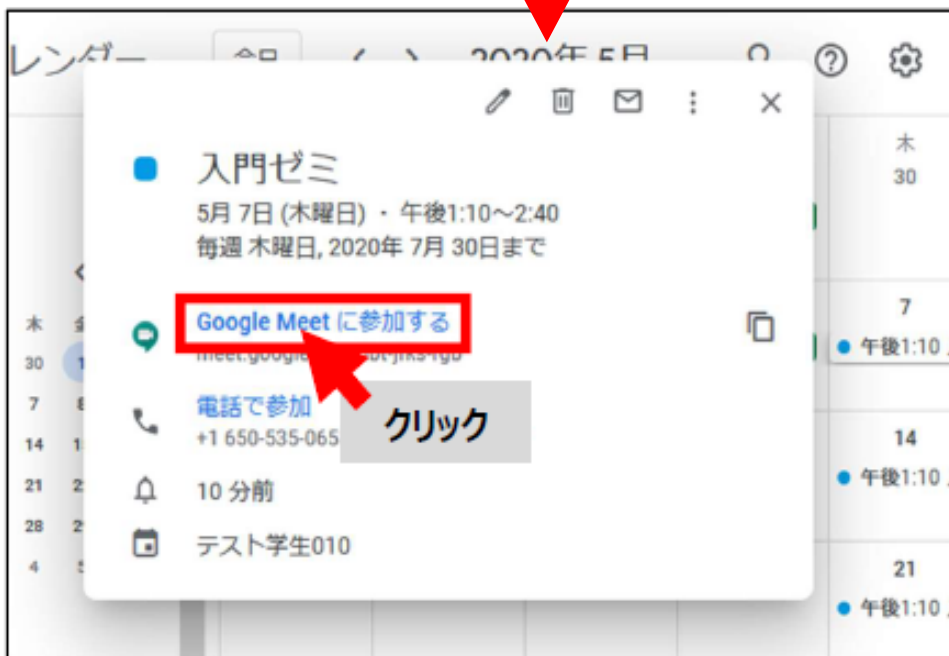 レンダー 今日 2020年 5月
木
30
入門ゼミ
5月 7日 (木曜日) ・ 午後1:10～2:40
毎週 木曜日, 2020年 7月 30日まで
Google Meet に参加する
電話で参加
+1 650-535-065
クリック
10 分前
テスト学生010
木
30
7
14
21
28
4
7
午後1:10
14
午後1:10
21
午後1:10